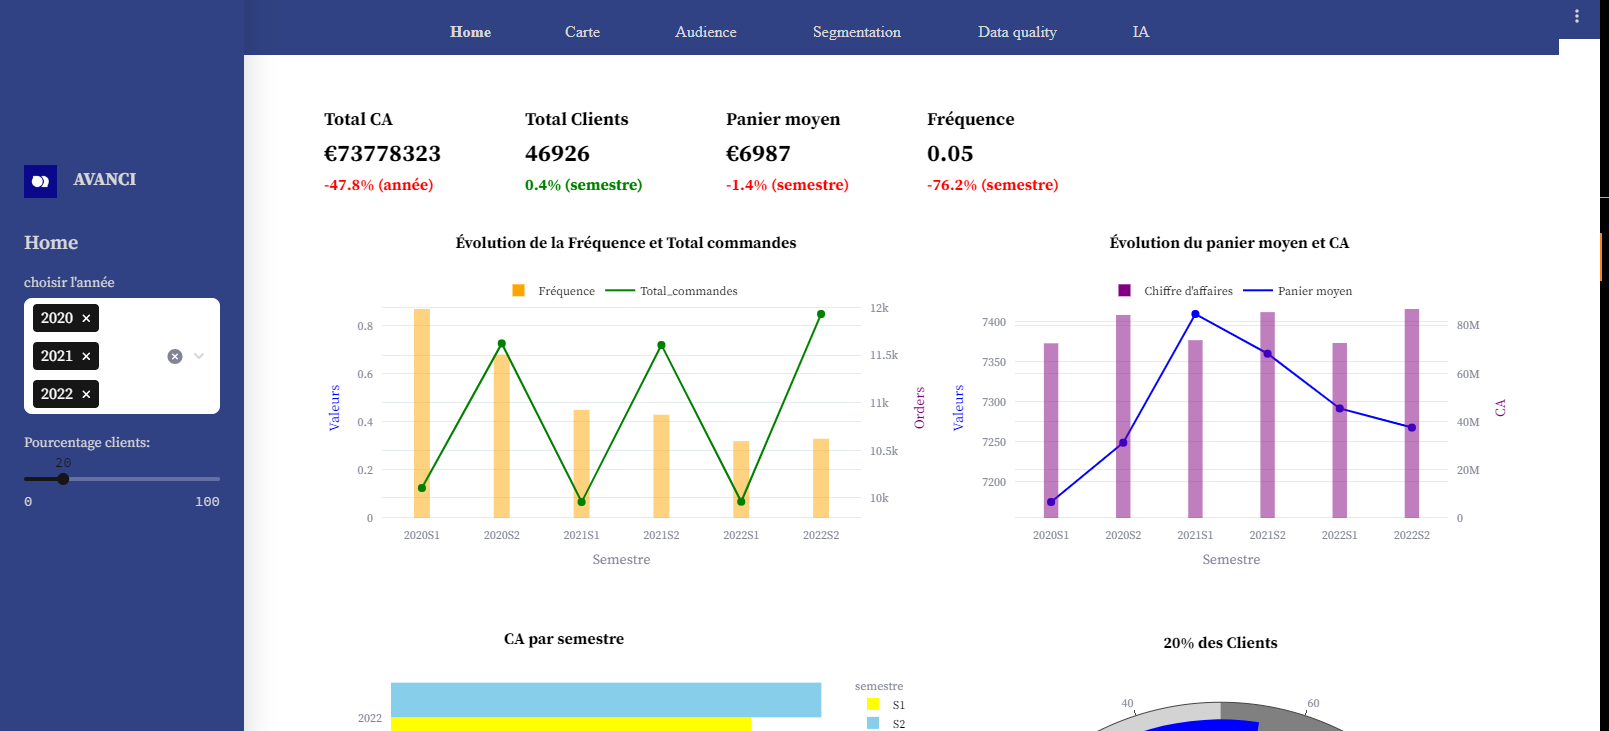 Home Carte Audience Segmentation Data quality IA
AVANCI
Home
choisir l'année
2020 ×
2021 ×
2022 ×
Pourcentage clients:
20
0 100
Total CA
€73778323
-47.8% (année)
Total Clients
46926
0.4% (semestre)
Panier moyen
€6987
-1.4% (semestre)
Fréquence
0.05
-76.2% (semestre)
Évolution de la Fréquence et Total commandes
Fréquence Total_commandes
Valeurs
0.8
0.6
0.4
0.2
0
12k
11.5k
11k
10.5k
10k
Orders
2020S1 2020S2 2021S1 2021S2 2022S1 2022S2
Semestre
Évolution du panier moyen et CA
Chiffre d'affaires Panier moyen
Valeurs
7400
7350
7300
7250
7200
80M
60M
40M
20M
0
CA
2020S1 2020S2 2021S1 2021S2 2022S1 2022S2
Semestre
CA par semestre
2022
semestre
S1
S2
20% des Clients
40 60